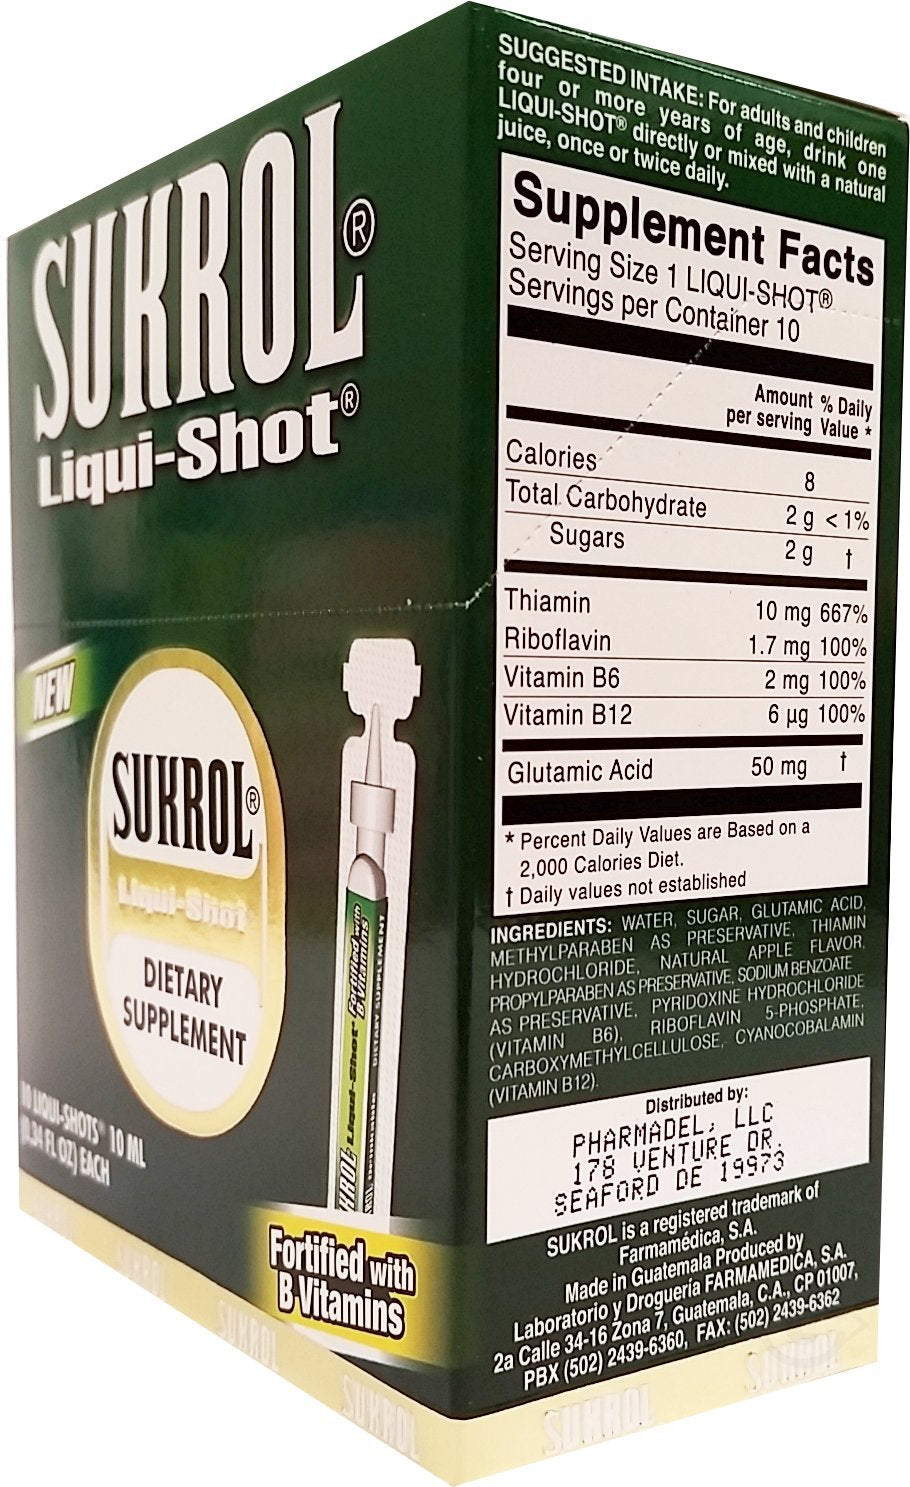 SUKROL®
Liqui-Shot®
NEW
SUKROL®
Liqui-Shot
DIETARY
SUPPLEMENT
10 LIQUI-SHOTS® 10 ML
(0.34 FL OZ) EACH
Liqui-Shot®
Fortified with
B Vitamins
DIETARY SUPPLEMENT
Fortified with
B Vitamins
SUKROL
SUKROL
SUGGESTED INTAKE: For adults and children
four or more years of age, drink one
LIQUI-SHOT® directly or mixed with a natural
juice, once or twice daily.
Supplement Facts
Serving Size 1 LIQUI-SHOT®
Servings per Container 10
Amount % Daily
per serving Value *
Calories 8
Total Carbohydrate 2 g < 1%
Sugars 2 g †
Thiamin 10 mg 667%
Riboflavin 1.7 mg 100%
Vitamin B6 2 mg 100%
Vitamin B12 6 µg 100%
Glutamic Acid 50 mg †
* Percent Daily Values are Based on a
2,000 Calories Diet.
† Daily values not established
INGREDIENTS: WATER, SUGAR, GLUTAMIC ACID,
METHYLPARABEN AS PRESERVATIVE, THIAMIN
HYDROCHLORIDE, NATURAL APPLE FLAVOR,
PROPYLPARABEN AS PRESERVATIVE, SODIUM BENZOATE
AS PRESERVATIVE, PYRIDOXINE HYDROCHLORIDE
(VITAMIN B6), RIBOFLAVIN 5-PHOSPHATE,
CARBOXYMETHYLCELLULOSE, CYANOCOBALAMIN
(VITAMIN B12).
Distributed by:
PHARMADEL, LLC
178 VENTURE DR.
SEAFORD DE 19973
SUKROL is a registered trademark of
Farmamédica, S.A.
Made in Guatemala Produced by
Laboratorio y Droguería FARMAMEDICA, S.A.
2a Calle 34-16 Zona 7, Guatemala, C.A., CP 01007,
PBX (502) 2439-6360, FAX: (502) 2439-6362
SUKROL
SUKROL